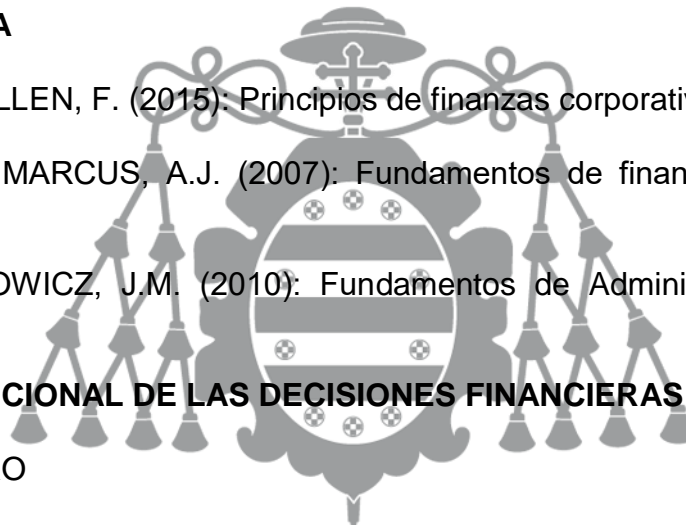 A
LLEN, F. (2015): Principios de finanzas corporativ
MARCUS, A.J. (2007): Fundamentos de finan
OWICZ, J.M. (2010): Fundamentos de Admini
CIONAL DE LAS DECISIONES FINANCIERAS
O